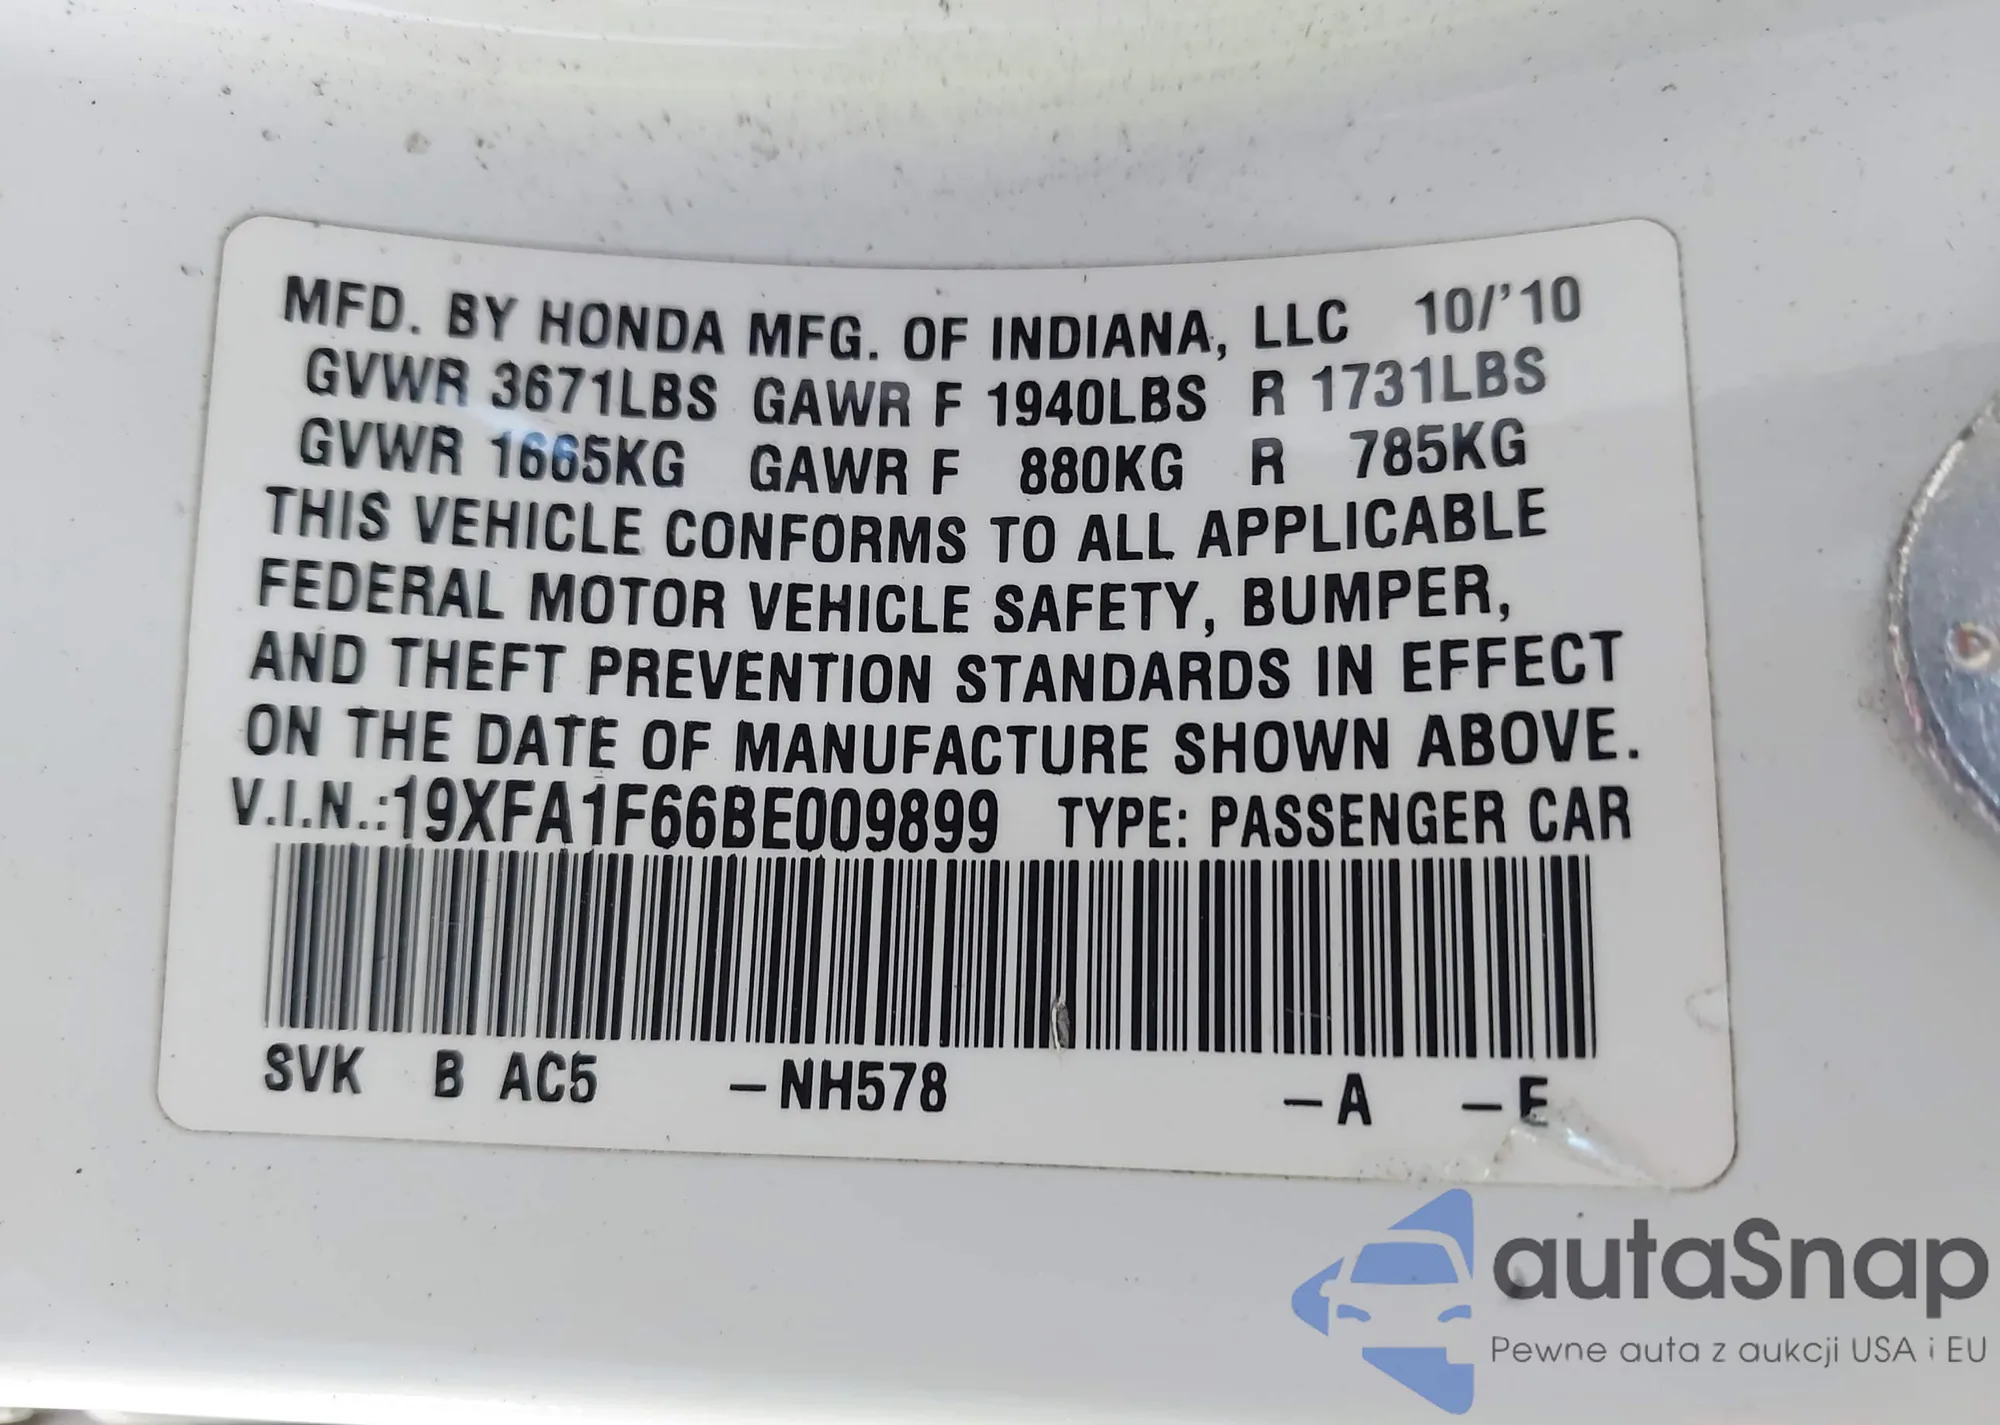 MFD. BY HONDA MFG. OF INDIANA, LLC 10/'10
GVWR 3671LBS GAWR F 1940LBS R 1731LBS
GVWR 1665KG GAWR F 880KG R 785KG
THIS VEHICLE CONFORMS TO ALL APPLICABLE
FEDERAL MOTOR VEHICLE SAFETY, BUMPER,
AND THEFT PREVENTION STANDARDS IN EFFECT
ON THE DATE OF MANUFACTURE SHOWN ABOVE.
V.I.N.:19XFA1F66BE009899 TYPE: PASSENGER CAR
SVK B AC5 –NH578 –A –E
autaSnap
Pewne auta z aukcji USA i EU